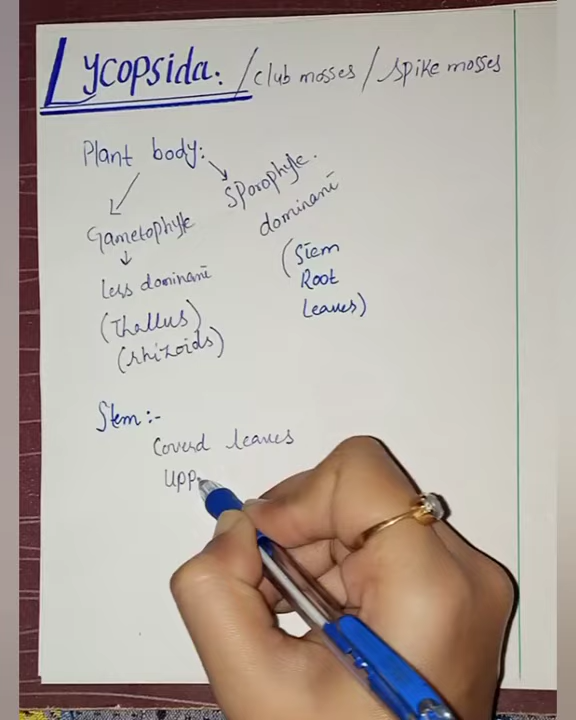 Lycopsida. / club mosses / spike mosses
Plant body:
Gametophyte
Less dominant
(Thallus)
(rhizoids)
Sporophyte.
dominant
(Stem
Root
leaves)
Stem:-
Coverd leaves
Upp